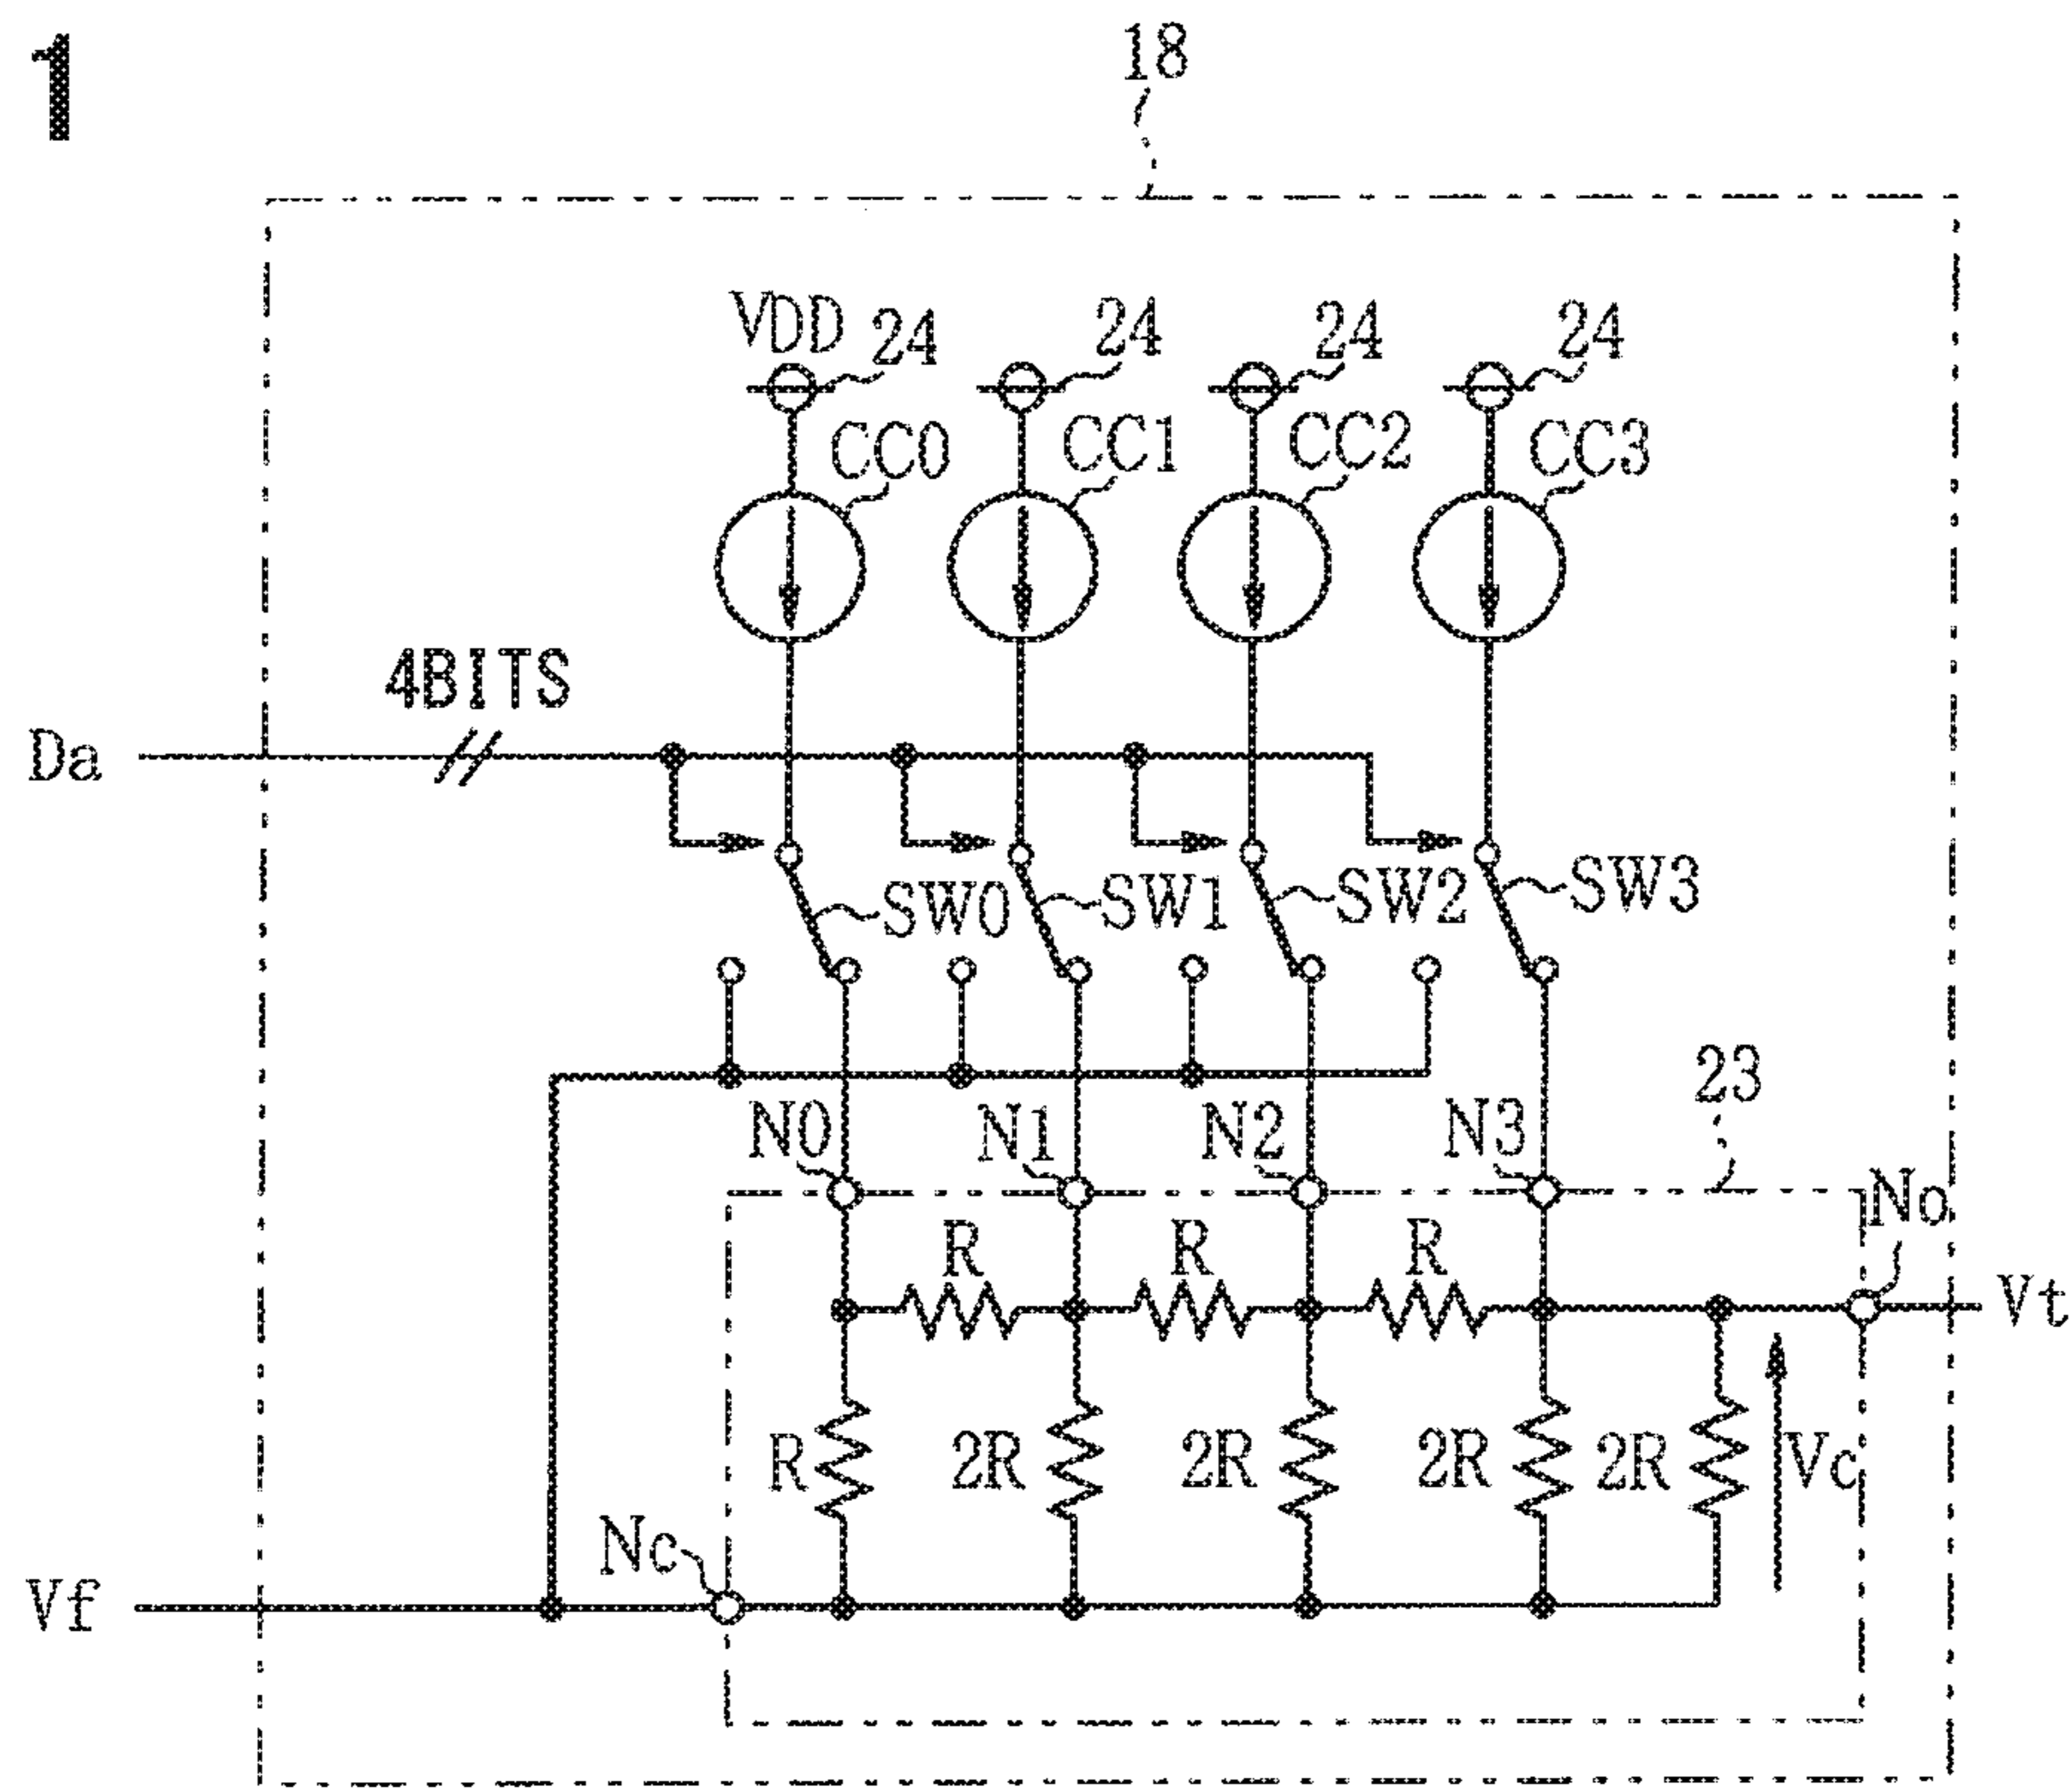 1
18
VDD 24 24 24 24
CC0 CC1 CC2 CC3
4BITS
Da
SW0 SW1 SW2 SW3
23
N0 N1 N2 N3
No
R R R
Vt
R 2R 2R 2R 2R Vc
Nc
Vf